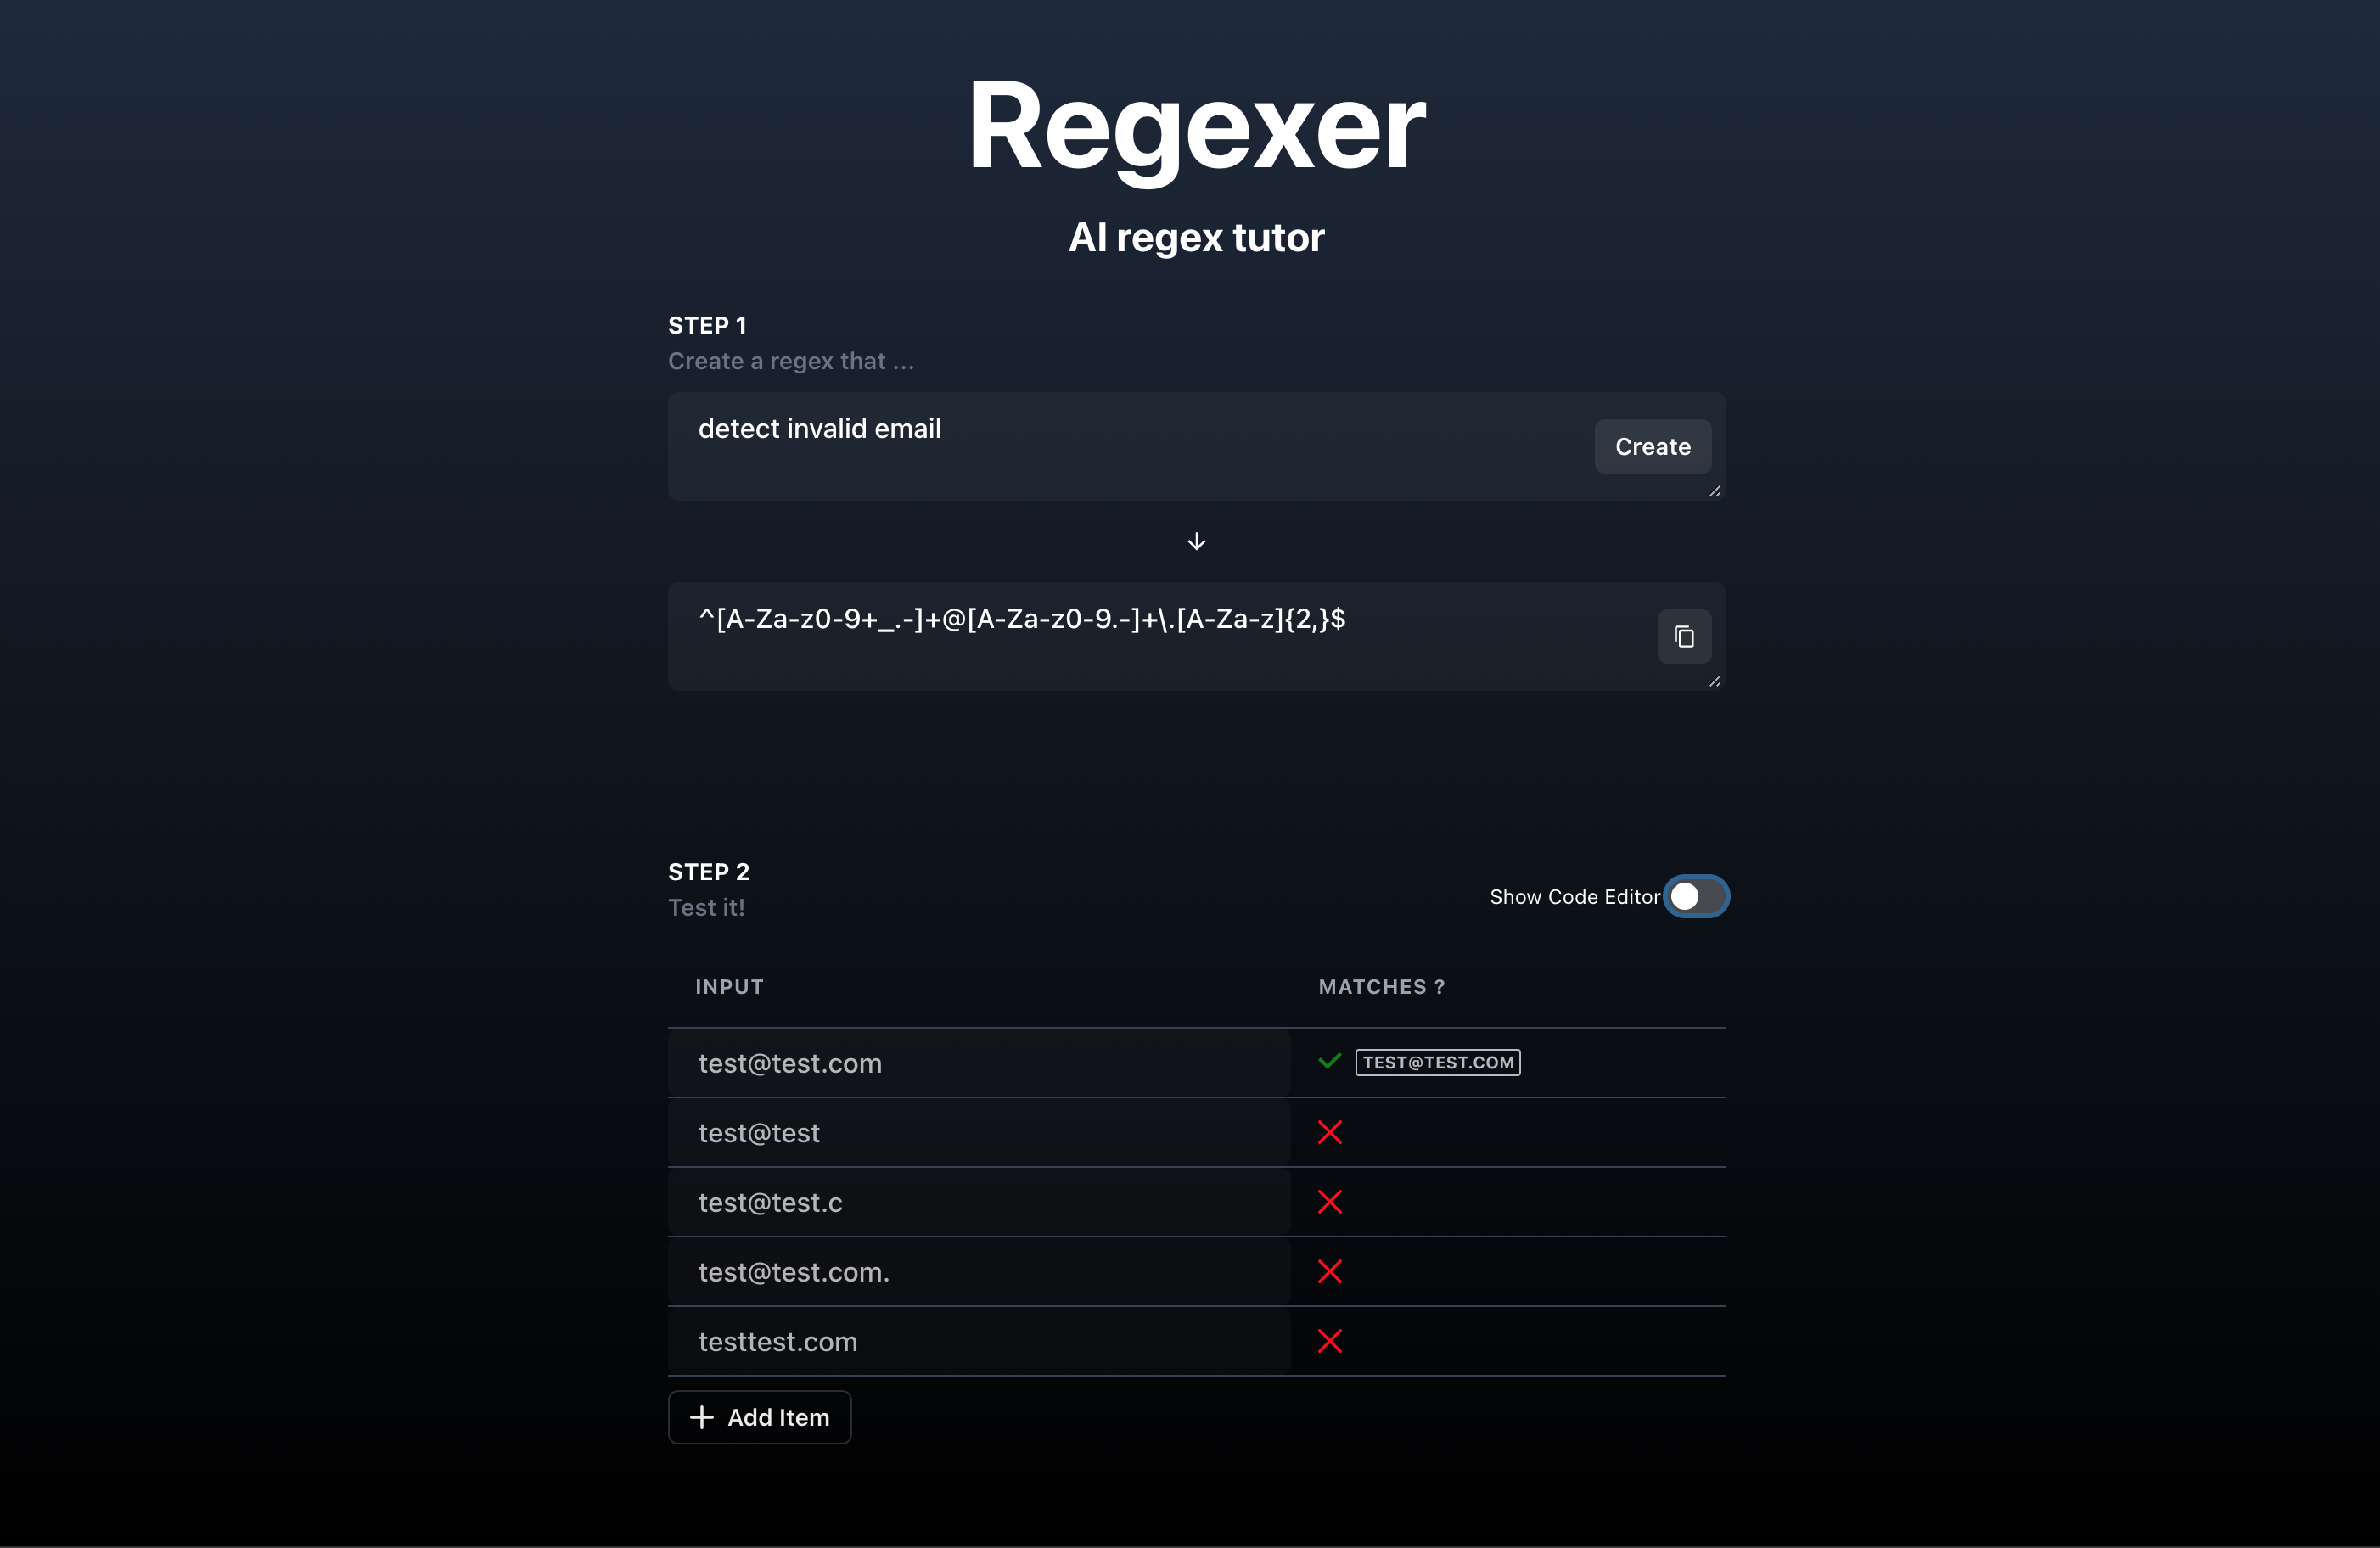 Regexer
AI regex tutor
STEP 1
Create a regex that ...
detect invalid email
Create
^[A-Za-z0-9+_.-]+@[A-Za-z0-9.-]+\.[A-Za-z]{2,}$
STEP 2
Test it!
Show Code Editor
INPUT MATCHES ?
test@test.com TEST@TEST.COM
test@test
test@test.c
test@test.com.
testtest.com
Add Item